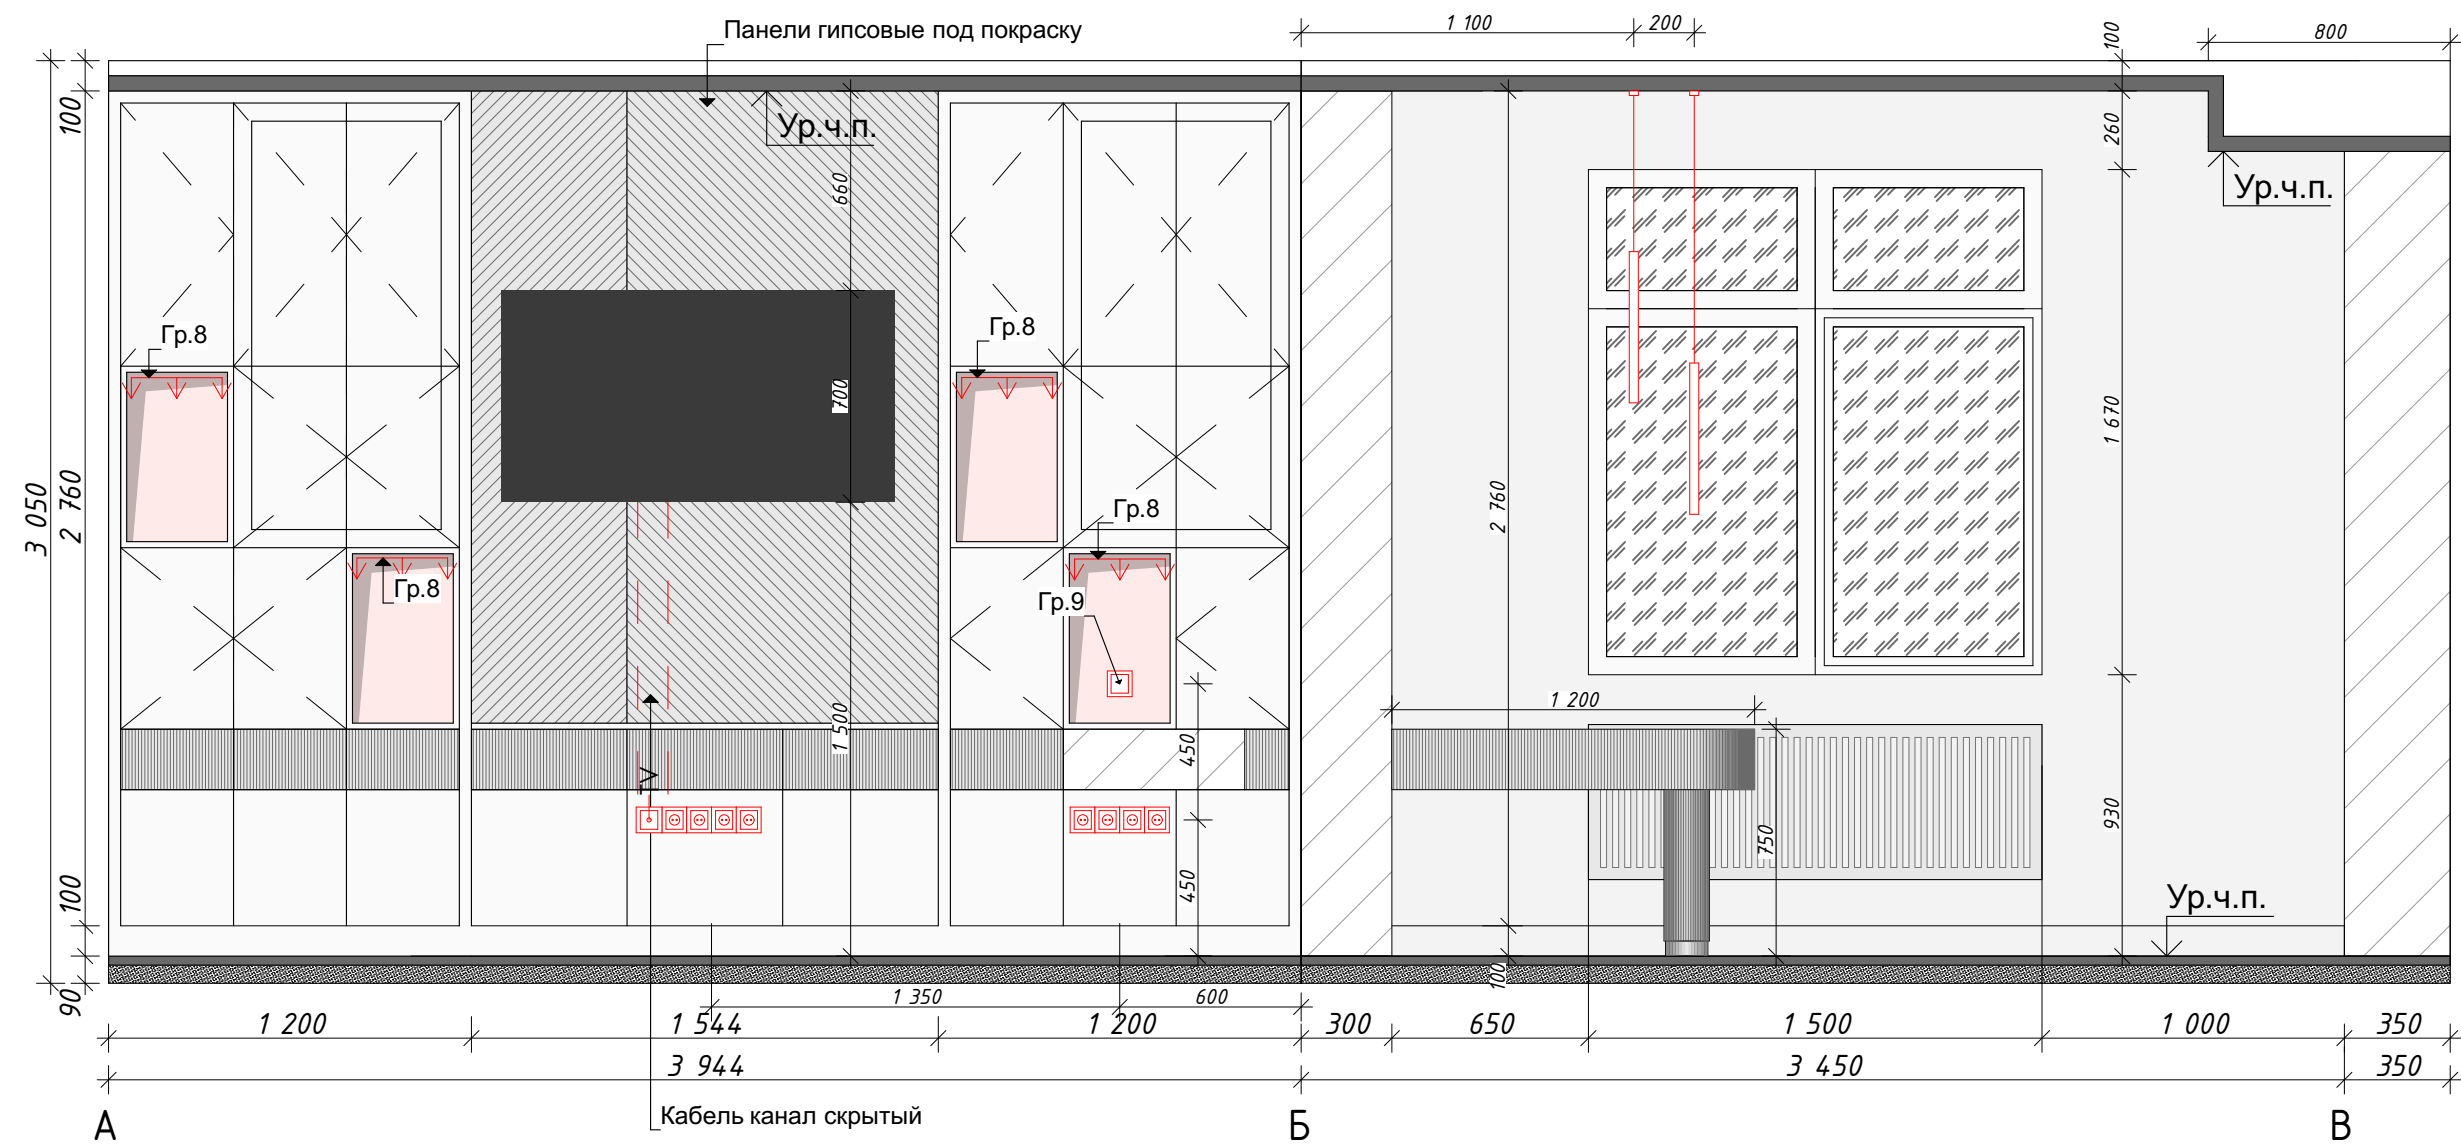 Панели гипсовые под покраску
1 100
200
100
800
100
Ур.ч.п.
260
660
Ур.ч.п.
Гр.8
Гр.8
700
1 670
3 050
2 760
2 760
Гр.8
Гр.8
Гр.9
1 200
1 500
450
TV
930
750
450
100
Ур.ч.п.
90
100
1 350
600
1 200
1 544
1 200
300
650
1 500
1 000
350
3 944
3 450
350
Кабель канал скрытый
А
Б
В